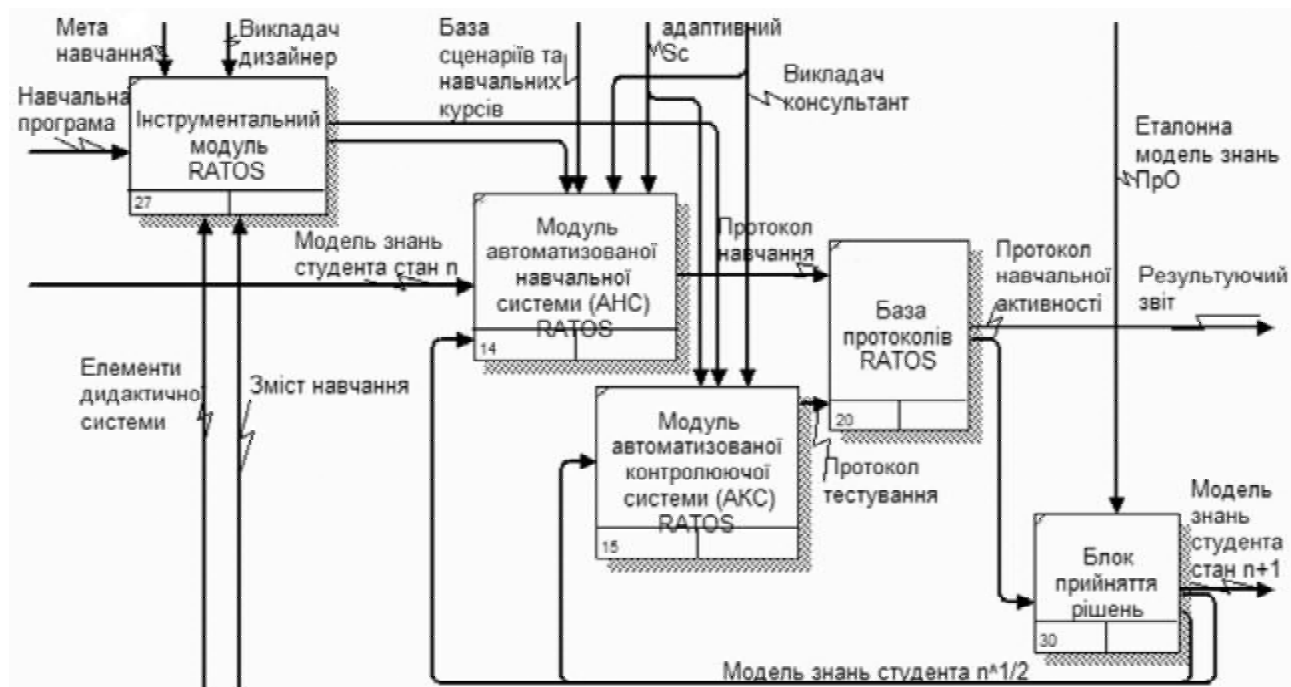 Мета
навчання
Викладач
дизайнер
База
сценаріїв та
навчальних
курсів
адаптивний
Sc
Викладач
консультант
Навчальна
програма
Інструментальний
модуль
RATOS
27
Еталонна
модель знань
ПрО
Модель знань
студента стан n
Модуль
автоматизованої
навчальної
системи (АНС)
RATOS
14
Протокол
навчання
База
протоколів
RATOS
20
Протокол
навчальної
активності
Результуючий
звіт
Елементи
дидактично
системи
Зміст навчання
Модуль
автоматизованої
контролюючої
системи (АКС)
RATOS
15
Протокол
тестування
Модель
знань
студента
стан n+1
Блок
прийняття
рішень
30
Модель знань студента n^1/2